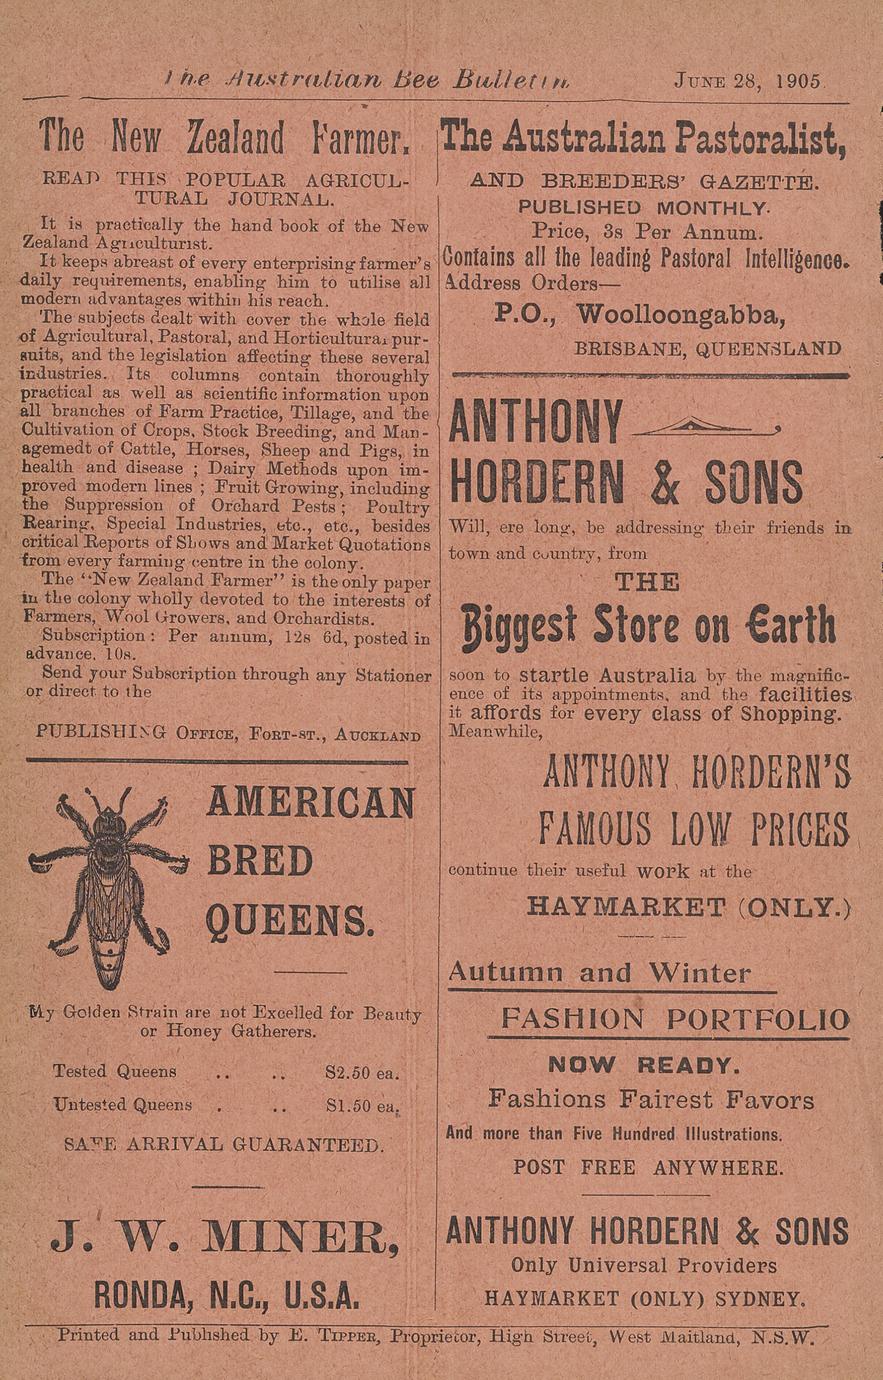 The Australian Bee Bulletin JUNE 28, 1905.
The New Zealand Farmer.
READ THIS POPULAR AGRICUL-
TURAL JOURNAL.
It is practically the hand book of the New
Zealand Agriculturist.
It keeps abreast of every enterprising farmer's
daily requirements, enabling him to utilise all
modern advantages within his reach.
The subjects dealt with cover the whole field
of Agricultural, Pastoral, and Horticultural pur-
suits, and the legislation affecting these several
industries. Its columns contain thoroughly
practical as well as scientific information upon
all branches of Farm Practice, Tillage, and the
Cultivation of Crops, Stock Breeding, and Man-
agemedt of Cattle, Horses, Sheep and Pigs, in
health and disease ; Dairy Methods upon im-
proved modern lines ; Fruit Growing, including
the Suppression of Orchard Pests ; Poultry
Rearing, Special Industries, etc., etc., besides
critical Reports of Shows and Market Quotations
from every farming centre in the colony.
The "New Zealand Farmer" is the only paper
in the colony wholly devoted to the interests of
Farmers, Wool Growers, and Orchardists.
Subscription : Per annum, 12s 6d, posted in
advance. 10s.
Send your Subscription through any Stationer
or direct to the
PUBLISHING OFFICE, FORT-ST., AUCKLAND
AMERICAN
BRED
QUEENS.
My Golden Strain are not Excelled for Beauty
or Honey Gatherers.
Tested Queens .. .. $2.50 ea.
Untested Queens . .. $1.50 ea.
SAFE ARRIVAL GUARANTEED.
J. W. MINER,
RONDA, N.C., U.S.A.
The Australian Pastoralist,
AND BREEDERS' GAZETTE.
PUBLISHED MONTHLY.
Price, 3s Per Annum.
Contains all the leading Pastoral Intelligence.
Address Orders—
P.O., Woolloongabba,
BRISBANE, QUEENSLAND
ANTHONY
HORDERN & SONS
Will, ere long, be addressing their friends in
town and country, from
THE
Biggest Store on Earth
soon to startle Australia by the magnific-
ence of its appointments, and the facilities
it affords for every class of Shopping.
Meanwhile,
ANTHONY HORDERN'S
FAMOUS LOW PRICES
continue their useful work at the
HAYMARKET (ONLY.)
Autumn and Winter
FASHION PORTFOLIO
NOW READY.
Fashions Fairest Favors
And more than Five Hundred Illustrations.
POST FREE ANYWHERE.
ANTHONY HORDERN & SONS
Only Universal Providers
HAYMARKET (ONLY) SYDNEY.
Printed and Published by E. TIPPER, Proprietor, High Street, West Maitland, N.S.W.